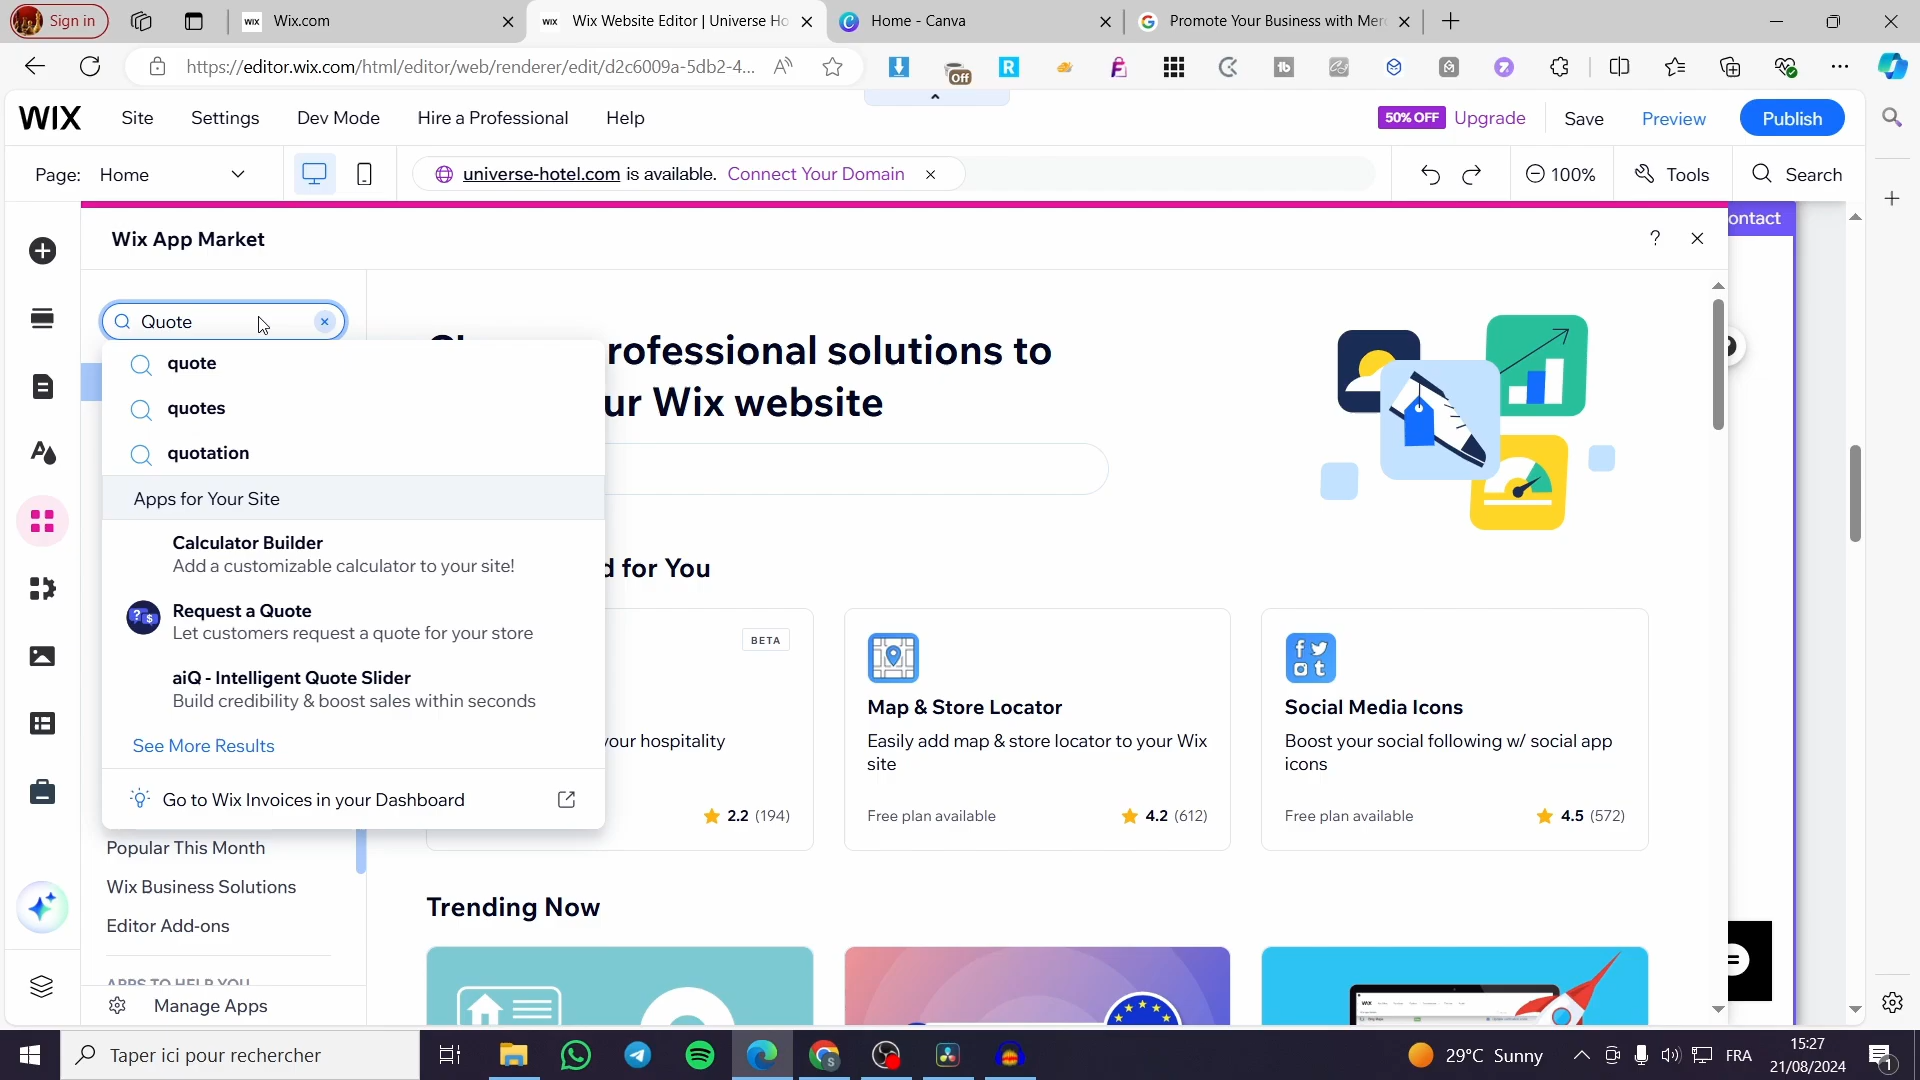 Sign in
WIX Wix.com
WIX Wix Website Editor | Universe Ho
Home - Canva
Promote Your Business with Mer
https://editor.wix.com/html/editor/web/renderer/edit/d2c6009a-5db2-4...
Off
WIX
Site
Settings
Dev Mode
Hire a Professional
Help
50% OFF
Upgrade
Save
Preview
Publish
Page: Home
universe-hotel.com is available. Connect Your Domain
100%
Tools
Search
ontact
Wix App Market
?
Quote
quote
quotes
quotation
Apps for Your Site
Calculator Builder
Add a customizable calculator to your site!
Request a Quote
Let customers request a quote for your store
aiQ - Intelligent Quote Slider
Build credibility & boost sales within seconds
See More Results
Go to Wix Invoices in your Dashboard
Popular This Month
Wix Business Solutions
Editor Add-ons
APPS TO HELP YOU
Manage Apps
rofessional solutions to
ur Wix website
d for You
BETA
our hospitality
2.2 (194)
Map & Store Locator
Easily add map & store locator to your Wix
site
Free plan available
4.2 (612)
Social Media Icons
Boost your social following w/ social app
icons
Free plan available
4.5 (572)
Trending Now
Taper ici pour rechercher
29°C Sunny
FRA
15:27
21/08/2024
1